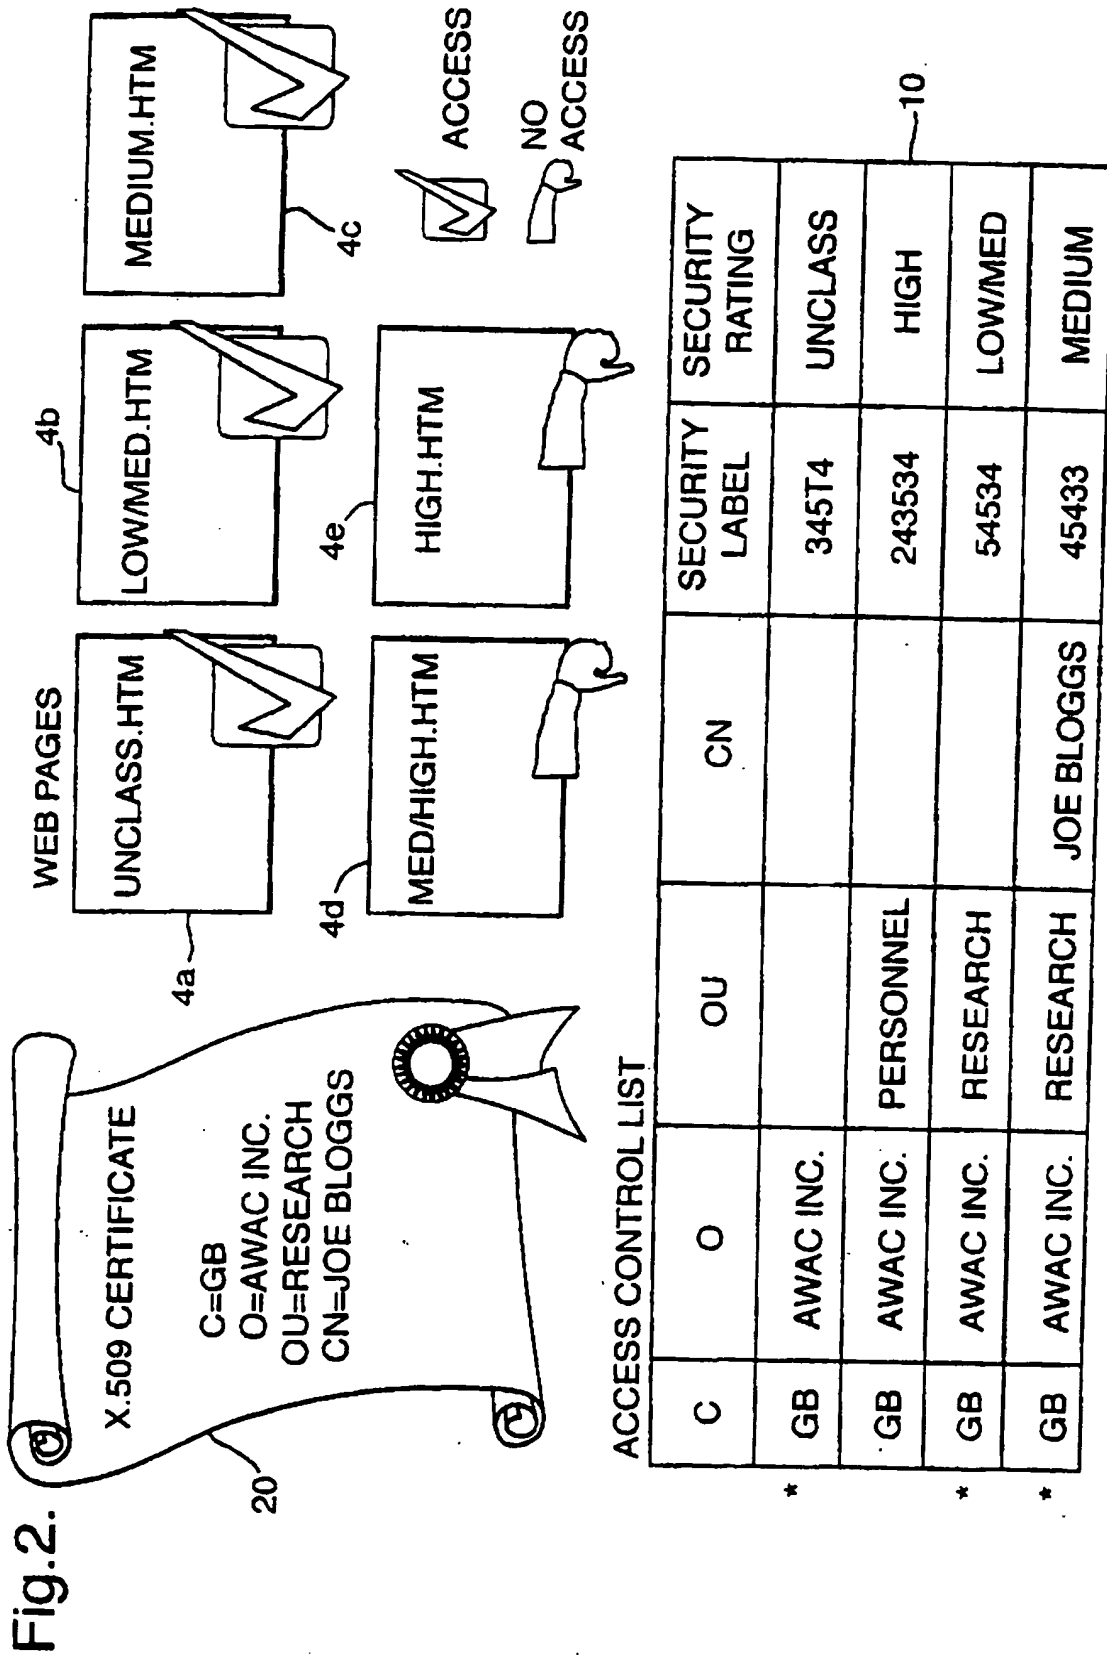 Fig.2.
X.509 CERTIFICATE
C=GB
O=AWAC INC.
OU=RESEARCH
CN=JOE BLOGGS
20
WEB PAGES
UNCLASS.HTM
4a
LOW/MED.HTM
4b
MEDIUM.HTM
4c
MED/HIGH.HTM
4d
HIGH.HTM
4e
ACCESS
NO
ACCESS
ACCESS CONTROL LIST
10
C O OU CN SECURITY LABEL SECURITY RATING
* GB AWAC INC. 345T4 UNCLASS
GB AWAC INC. PERSONNEL 243534 HIGH
* GB AWAC INC. RESEARCH 54534 LOW/MED
* GB AWAC INC. RESEARCH JOE BLOGGS 45433 MEDIUM